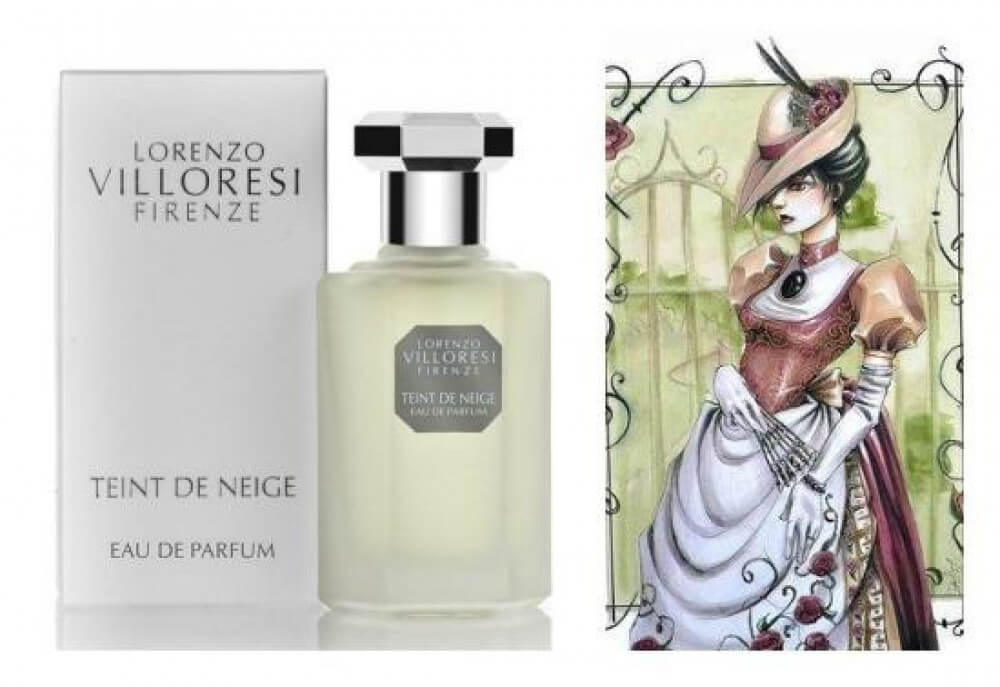 LORENZO
VILLORESI
FIRENZE
TEINT DE NEIGE
EAU DE PARFUM
LORENZO
VILLORESI
FIRENZE
TEINT DE NEIGE
EAU DE PARFUM